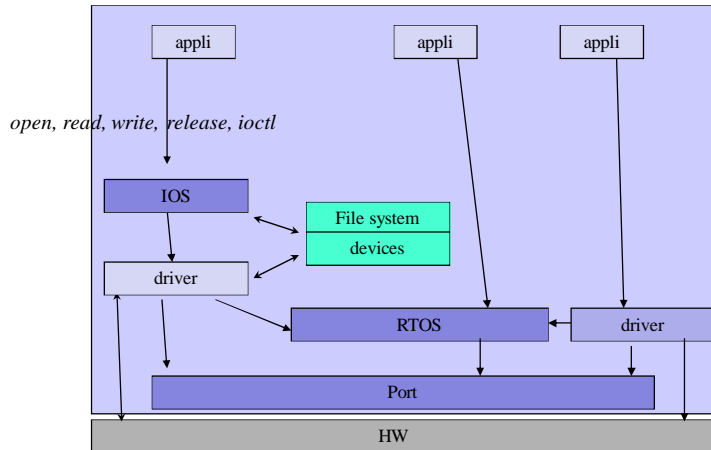 appli
appli
appli
open, read, write, release, ioctl
IOS
File system
devices
driver
RTOS
driver
Port
HW